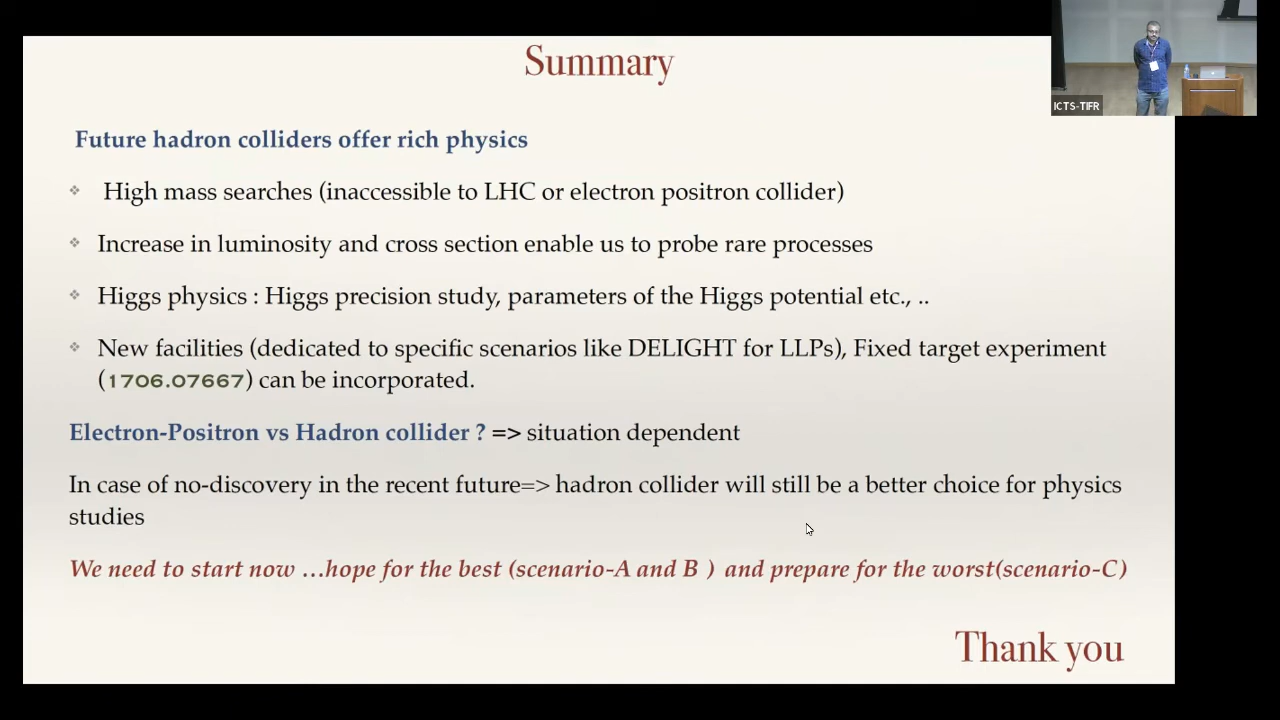 Summary
ICTS-TIFR
Future hadron colliders offer rich physics
High mass searches (inaccessible to LHC or electron positron collider)
Increase in luminosity and cross section enable us to probe rare processes
Higgs physics : Higgs precision study, parameters of the Higgs potential etc., ..
New facilities (dedicated to specific scenarios like DELIGHT for LLPs), Fixed target experiment
(1706.07667) can be incorporated.
Electron-Positron vs Hadron collider ? => situation dependent
In case of no-discovery in the recent future=> hadron collider will still be a better choice for physics
studies
We need to start now ...hope for the best (scenario-A and B ) and prepare for the worst(scenario-C)
Thank you